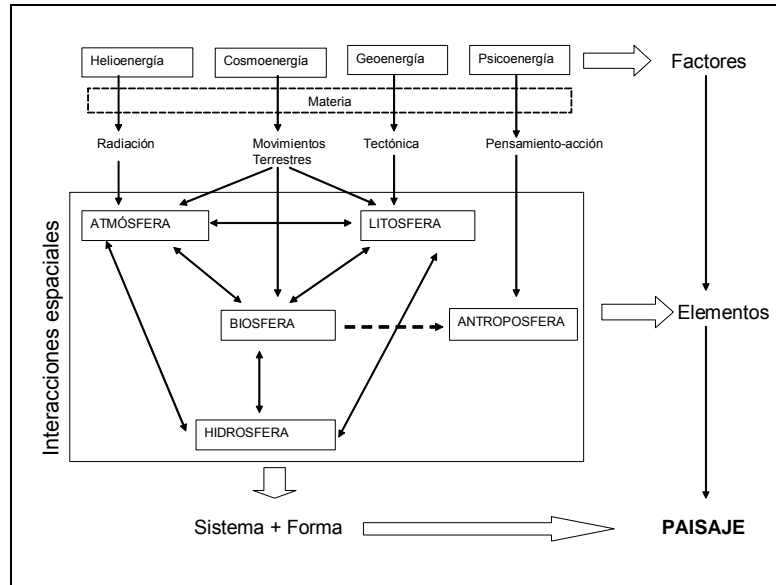 Helioenergía
Cosmoenergía
Geoenergía
Psicoenergía
Factores
Materia
Radiación
Movimientos
Terrestres
Tectónica
Pensamiento-acción
Interacciones espaciales
ATMÓSFERA
LITOSFERA
BIOSFERA
ANTROPOSFERA
Elementos
HIDROSFERA
Sistema + Forma
PAISAJE